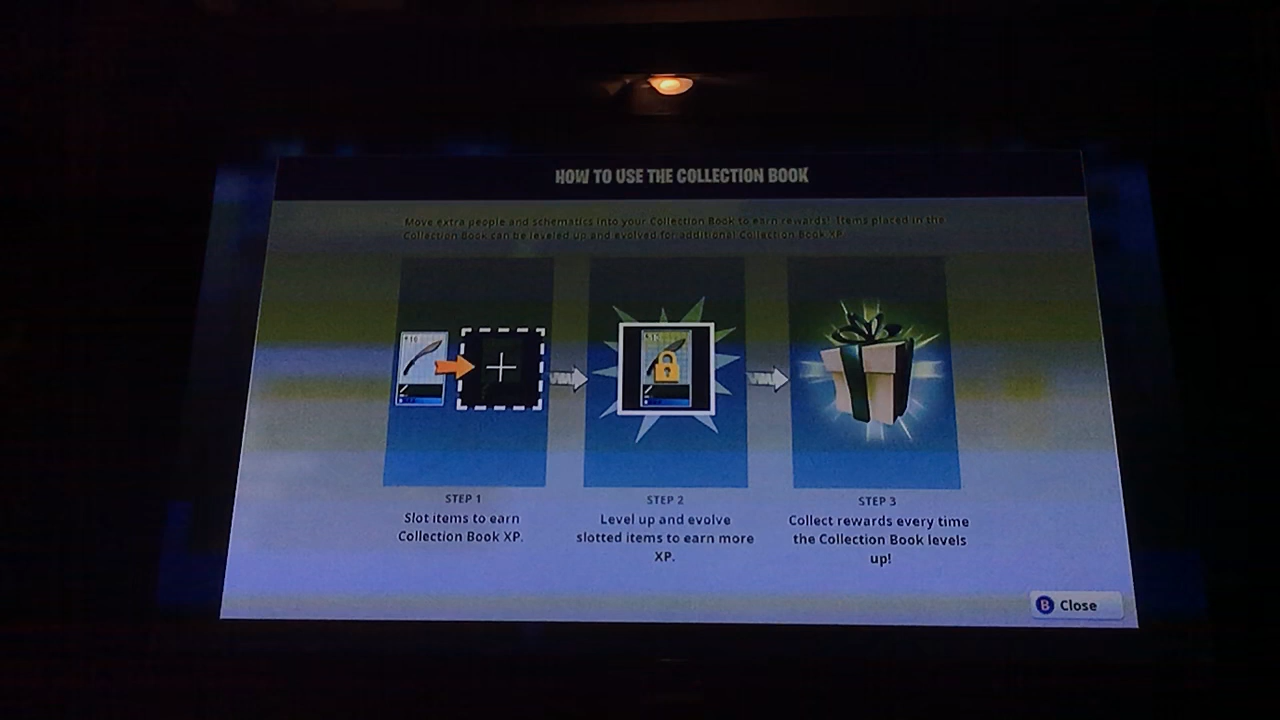 HOW TO USE THE COLLECTION BOOK
Move extra people and schematics into your Collection Book to earn rewards! Items placed in the
Collection Book can be leveled up and evolved for additional Collection Book XP.
STEP 1
Slot items to earn
Collection Book XP.
STEP 2
Level up and evolve
slotted items to earn more
XP.
STEP 3
Collect rewards every time
the Collection Book levels
up!
B Close